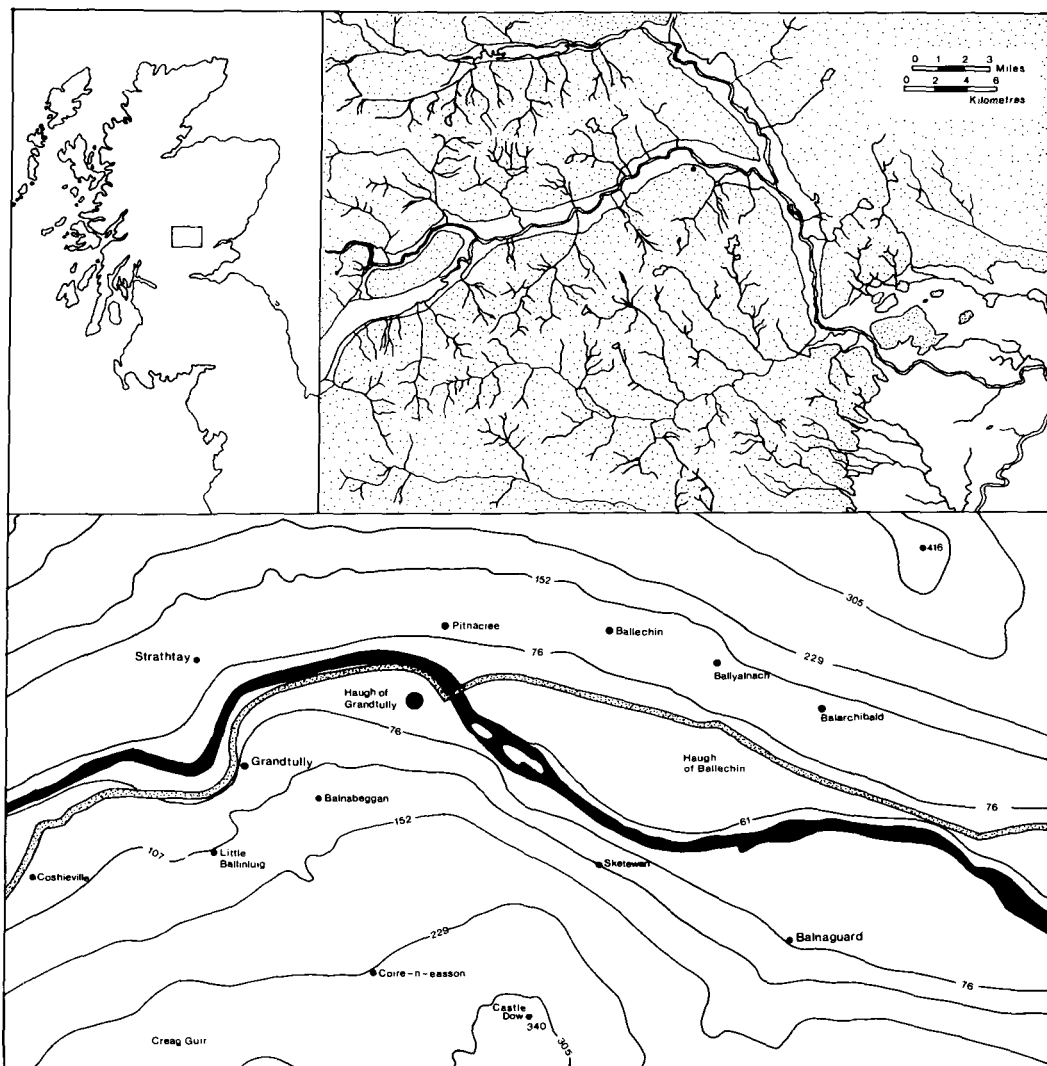 0 1 2 3 Miles
0 2 4 6
Kilometres
416
152
305
Pitnacree
Ballechin
Strathtay
76
229
Ballyalnach
Haugh of
Grandtully
Balarchibald
76
Grandtully
Haugh
of Ballechin
Balnabeggan
76
61
152
107
Little
Ballinluig
Sketewan
Coshieville
229
Balnaguard
Coire-n-easson
76
Castle
Dow
340
305
Creag Guir